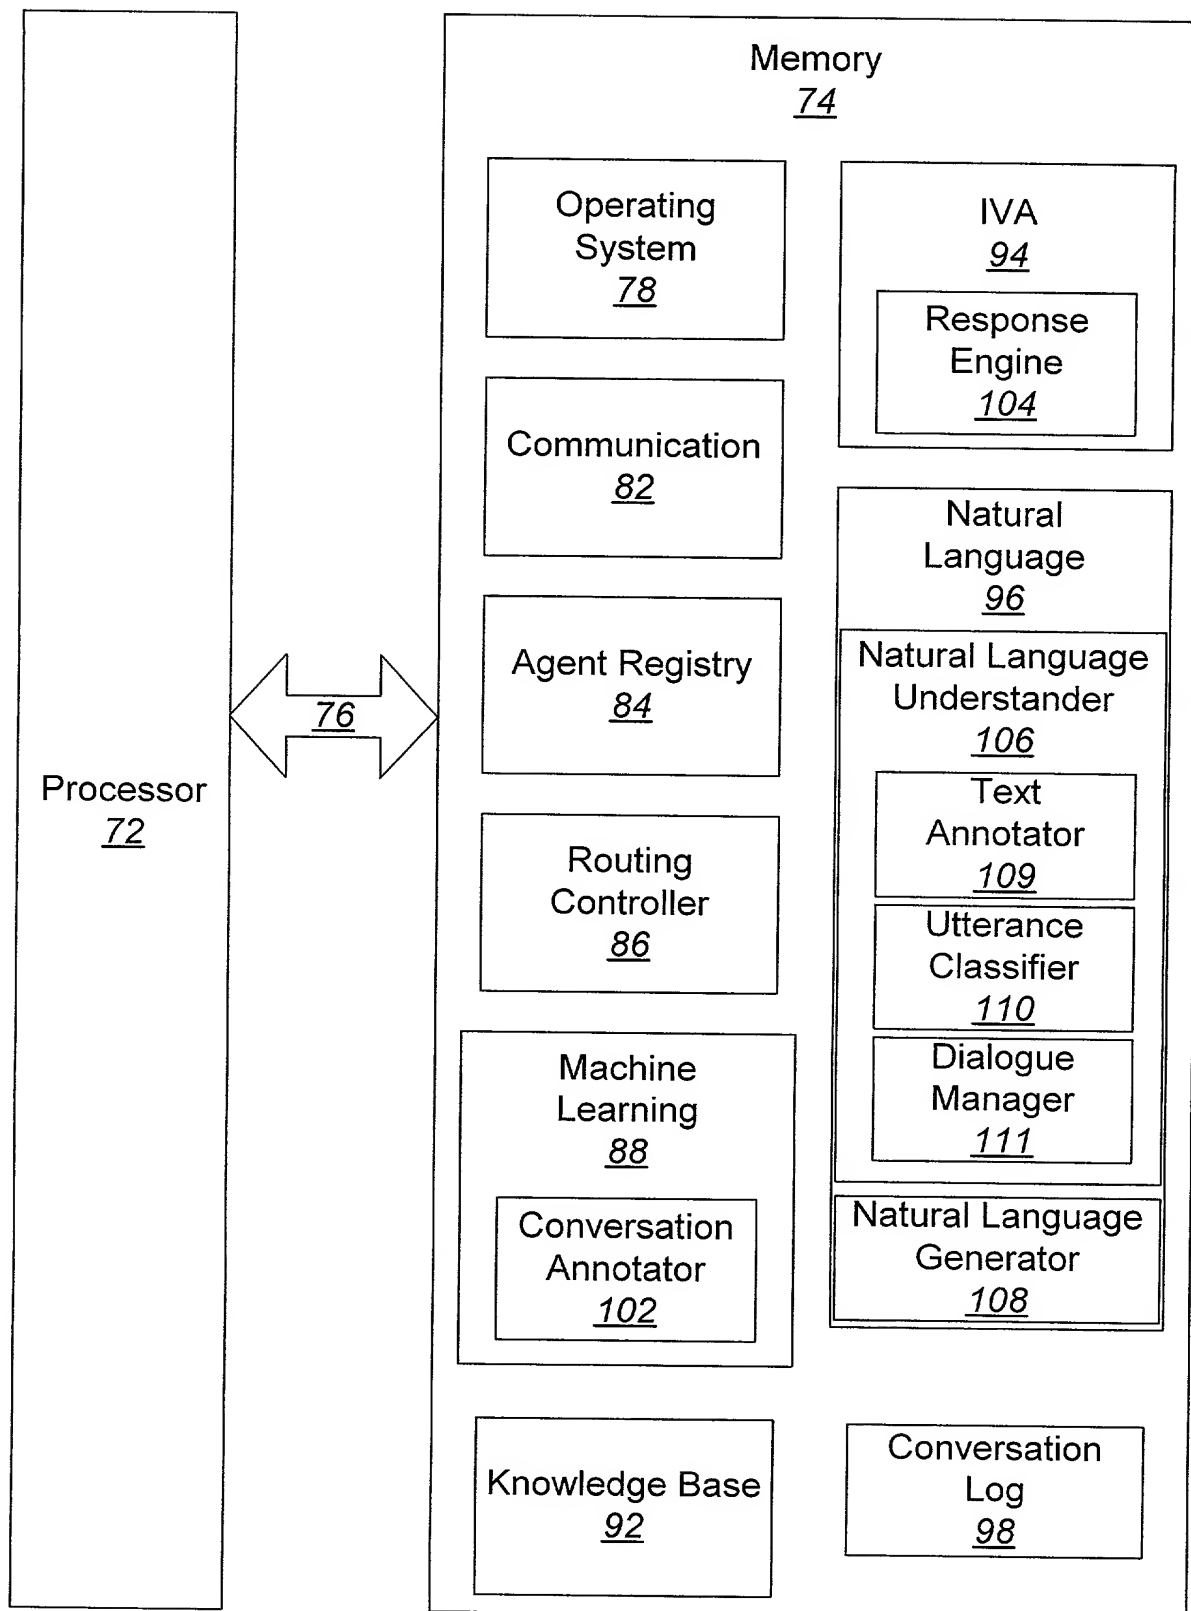 Processor
72
76
Memory
74
Operating
System
78
Communication
82
Agent Registry
84
Routing
Controller
86
Machine
Learning
88
Conversation
Annotator
102
Knowledge Base
92
IVA
94
Response
Engine
104
Natural
Language
96
Natural Language
Understander
106
Text
Annotator
109
Utterance
Classifier
110
Dialogue
Manager
111
Natural Language
Generator
108
Conversation
Log
98